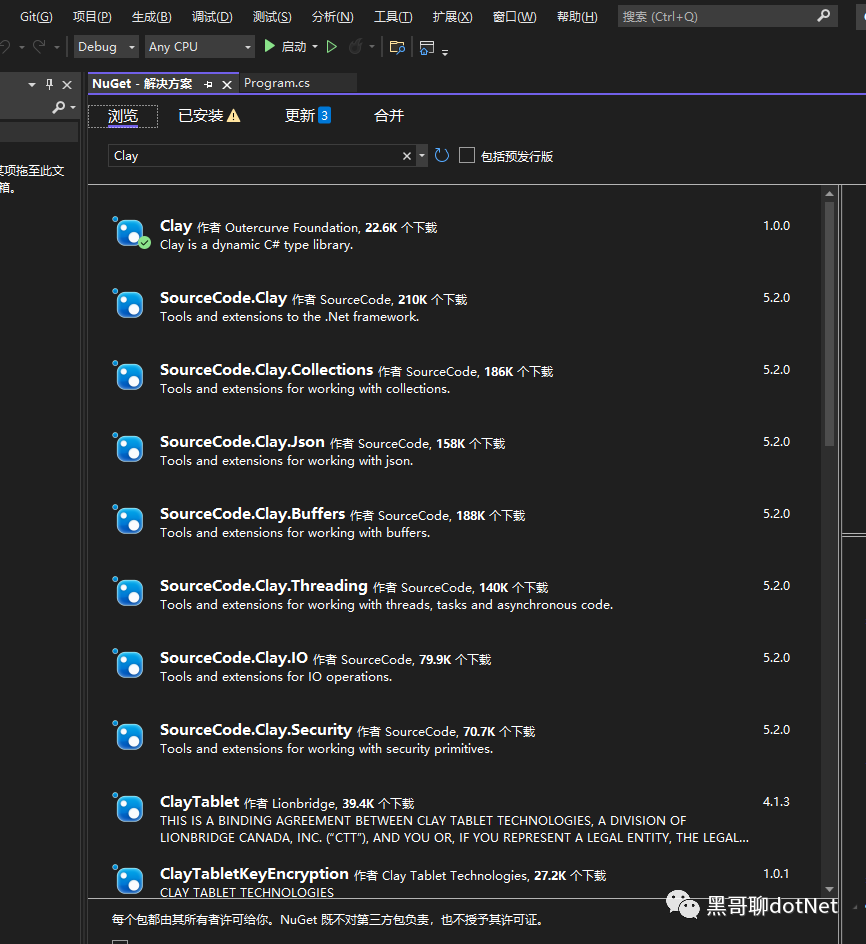 Git(G) 项目(P) 生成(B) 调试(D) 测试(S) 分析(N) 工具(T) 扩展(X) 窗口(W) 帮助(H) 搜索 (Ctrl+Q)
Debug Any CPU 启动
NuGet - 解决方案 Program.cs
浏览 已安装 更新 3 合并
Clay 包括预发行版
某项拖至此文
箱。
Clay 作者 Outercurve Foundation, 22.6K 个下载 1.0.0
Clay is a dynamic C# type library.
SourceCode.Clay 作者 SourceCode, 210K 个下载 5.2.0
Tools and extensions to the .Net framework.
SourceCode.Clay.Collections 作者 SourceCode, 186K 个下载 5.2.0
Tools and extensions for working with collections.
SourceCode.Clay.Json 作者 SourceCode, 158K 个下载 5.2.0
Tools and extensions for working with json.
SourceCode.Clay.Buffers 作者 SourceCode, 188K 个下载 5.2.0
Tools and extensions for working with buffers.
SourceCode.Clay.Threading 作者 SourceCode, 140K 个下载 5.2.0
Tools and extensions for working with threads, tasks and asynchronous code.
SourceCode.Clay.IO 作者 SourceCode, 79.9K 个下载 5.2.0
Tools and extensions for IO operations.
SourceCode.Clay.Security 作者 SourceCode, 70.7K 个下载 5.2.0
Tools and extensions for working with security primitives.
ClayTablet 作者 Lionbridge, 39.4K 个下载 4.1.3
THIS IS A BINDING AGREEMENT BETWEEN CLAY TABLET TECHNOLOGIES, A DIVISION OF
LIONBRIDGE CANADA, INC. (“CTT”), AND YOU OR, IF YOU REPRESENT A LEGAL ENTITY, THE LEGAL...
ClayTabletKeyEncryption 作者 Clay Tablet Technologies, 27.2K 个下载 1.0.1
CLAY TABLET TECHNOLOGIES
黑哥聊dotNet
每个包都由其所有者许可给你。NuGet 既不对第三方包负责，也不授予其许可证。